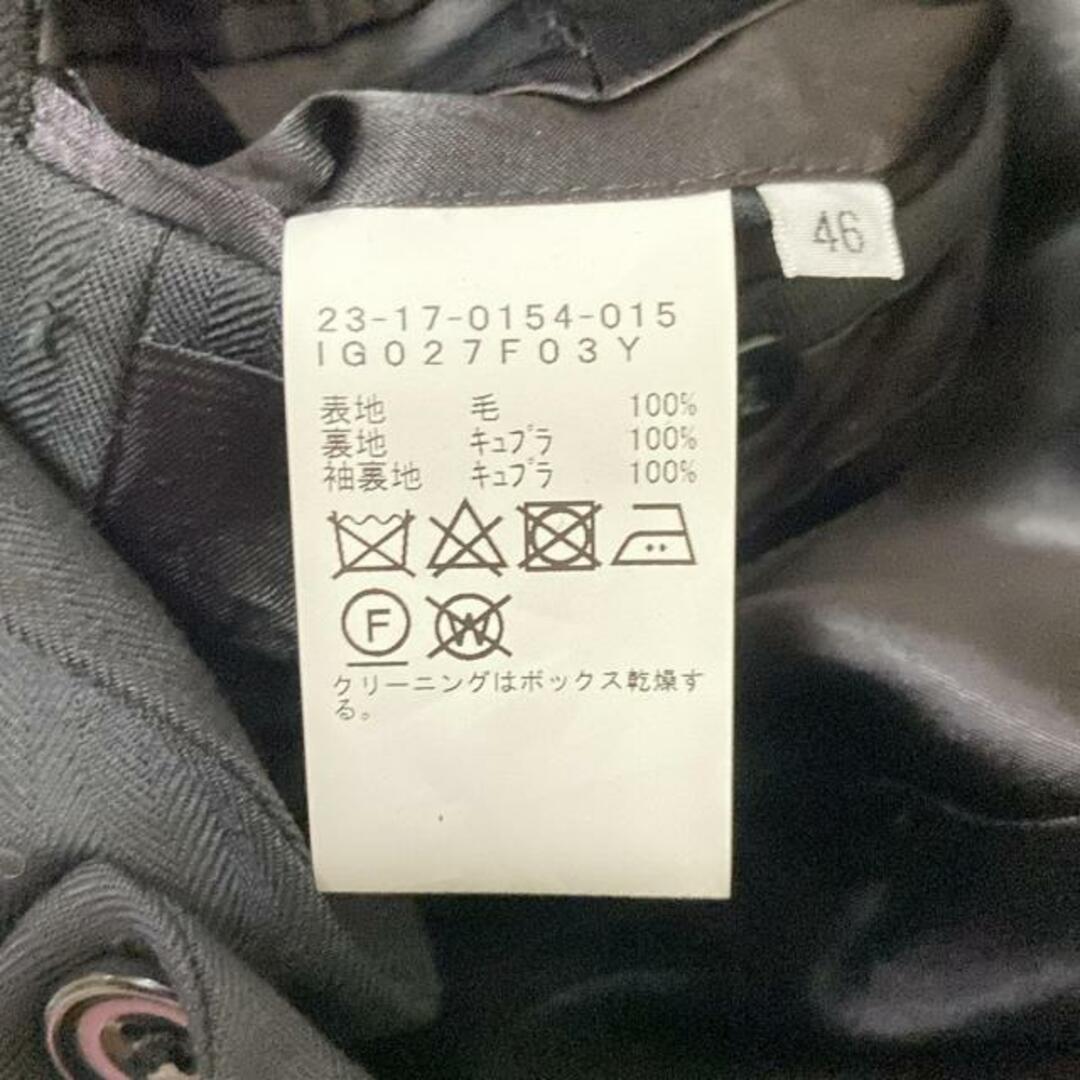 46
23-17-0154-015
IG027F03Y
表地 毛 100%
裏地 キュプラ 100%
袖裏地 キュプラ 100%
F W
クリーニングはボックス乾燥す
る。